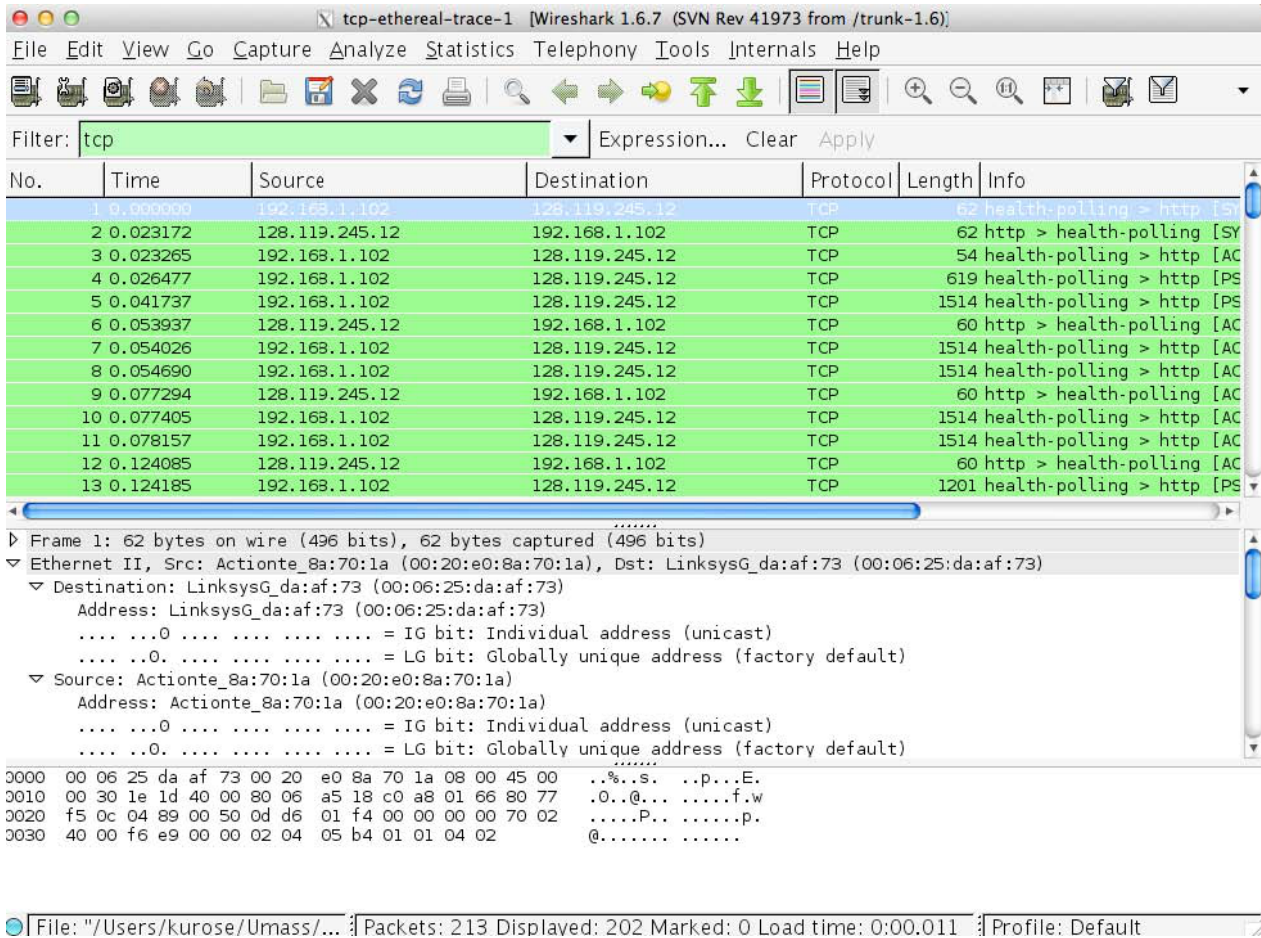 tcp-ethereal-trace-1 [Wireshark 1.6.7 (SVN Rev 41973 from /trunk-1.6)]
File Edit View Go Capture Analyze Statistics Telephony Tools Internals Help
Filter: tcp Expression... Clear Apply
No. Time Source Destination Protocol Length Info
1 0.000000 192.168.1.102 128.119.245.12 TCP 62 health-polling > http [SY
2 0.023172 128.119.245.12 192.168.1.102 TCP 62 http > health-polling [SY
3 0.023265 192.168.1.102 128.119.245.12 TCP 54 health-polling > http [AC
4 0.026477 192.168.1.102 128.119.245.12 TCP 619 health-polling > http [PS
5 0.041737 192.168.1.102 128.119.245.12 TCP 1514 health-polling > http [PS
6 0.053937 128.119.245.12 192.168.1.102 TCP 60 http > health-polling [AC
7 0.054026 192.168.1.102 128.119.245.12 TCP 1514 health-polling > http [AC
8 0.054690 192.168.1.102 128.119.245.12 TCP 1514 health-polling > http [AC
9 0.077294 128.119.245.12 192.168.1.102 TCP 60 http > health-polling [AC
10 0.077405 192.168.1.102 128.119.245.12 TCP 1514 health-polling > http [AC
11 0.078157 192.168.1.102 128.119.245.12 TCP 1514 health-polling > http [AC
12 0.124085 128.119.245.12 192.168.1.102 TCP 60 http > health-polling [AC
13 0.124185 192.168.1.102 128.119.245.12 TCP 1201 health-polling > http [PS
Frame 1: 62 bytes on wire (496 bits), 62 bytes captured (496 bits)
Ethernet II, Src: Actionte_8a:70:1a (00:20:e0:8a:70:1a), Dst: LinksysG_da:af:73 (00:06:25:da:af:73)
Destination: LinksysG_da:af:73 (00:06:25:da:af:73)
Address: LinksysG_da:af:73 (00:06:25:da:af:73)
.... ...0 .... .... .... .... = IG bit: Individual address (unicast)
.... ..0. .... .... .... .... = LG bit: Globally unique address (factory default)
Source: Actionte_8a:70:1a (00:20:e0:8a:70:1a)
Address: Actionte_8a:70:1a (00:20:e0:8a:70:1a)
.... ...0 .... .... .... .... = IG bit: Individual address (unicast)
.... ..0. .... .... .... .... = LG bit: Globally unique address (factory default)
0000 00 06 25 da af 73 00 20 e0 8a 70 1a 08 00 45 00 ..%..s. ..p...E.
0010 00 30 1e 1d 40 00 80 06 a5 18 c0 a8 01 66 80 77 .0..@... .....f.w
0020 f5 0c 04 89 00 50 0d d6 01 f4 00 00 00 00 70 02 .....P.. ......p.
0030 40 00 f6 e9 00 00 02 04 05 b4 01 01 04 02 @....... ......
File: "/Users/kurose/Umass/... Packets: 213 Displayed: 202 Marked: 0 Load time: 0:00.011 Profile: Default